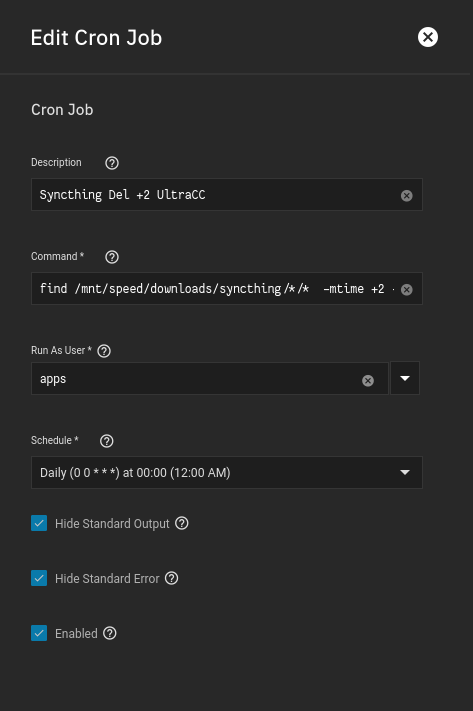 Edit Cron Job
Cron Job
Description
Syncthing Del +2 UltraCC
Command *
find /mnt/speed/downloads/syncthing/*/* -mtime +2
Run As User *
apps
Schedule *
Daily (0 0 * * *) at 00:00 (12:00 AM)
Hide Standard Output
Hide Standard Error
Enabled